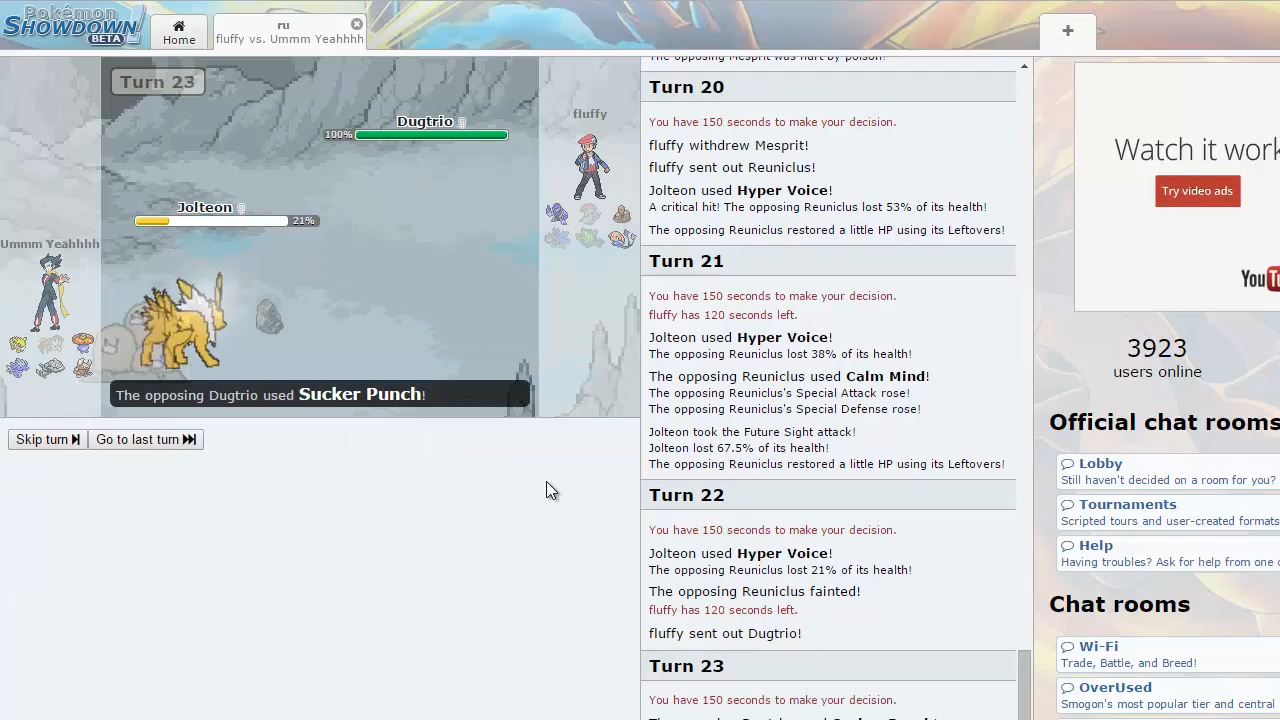 Pokémon
SHOWDOWN!
BETA
Home
ru
fluffy vs. Ummm Yeahhhh
+
Turn 23
Dugtrio
100%
fluffy
Jolteon
21%
Ummm Yeahhhh
The opposing Dugtrio used Sucker Punch!
Skip turn
Go to last turn
The opposing Mesprit was hurt by poison!
Turn 20
You have 150 seconds to make your decision.
fluffy withdrew Mesprit!
fluffy sent out Reuniclus!
Jolteon used Hyper Voice!
A critical hit! The opposing Reuniclus lost 53% of its health!
The opposing Reuniclus restored a little HP using its Leftovers!
Turn 21
You have 150 seconds to make your decision.
fluffy has 120 seconds left.
Jolteon used Hyper Voice!
The opposing Reuniclus lost 38% of its health!
The opposing Reuniclus used Calm Mind!
The opposing Reuniclus's Special Attack rose!
The opposing Reuniclus's Special Defense rose!
Jolteon took the Future Sight attack!
Jolteon lost 67.5% of its health!
The opposing Reuniclus restored a little HP using its Leftovers!
Turn 22
You have 150 seconds to make your decision.
Jolteon used Hyper Voice!
The opposing Reuniclus lost 21% of its health!
The opposing Reuniclus fainted!
fluffy has 120 seconds left.
fluffy sent out Dugtrio!
Turn 23
You have 150 seconds to make your decision.
Watch it work
Try video ads
You
3923
users online
Official chat rooms
Lobby
Still haven't decided on a room for you?
Tournaments
Scripted tours and user-created formats
Help
Having troubles? Ask for help from one o
Chat rooms
Wi-Fi
Trade, Battle, and Breed!
OverUsed
Smogon's most popular tier and central